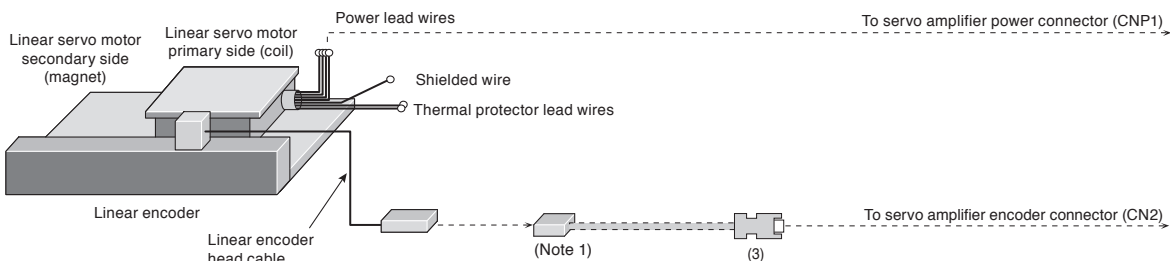 Power lead wires
To servo amplifier power connector (CNP1)
Linear servo motor
secondary side
(magnet)
Linear servo motor
primary side (coil)
Shielded wire
Thermal protector lead wires
Linear encoder
Linear encoder
head cable
(Note 1)
(3)
To servo amplifier encoder connector (CN2)